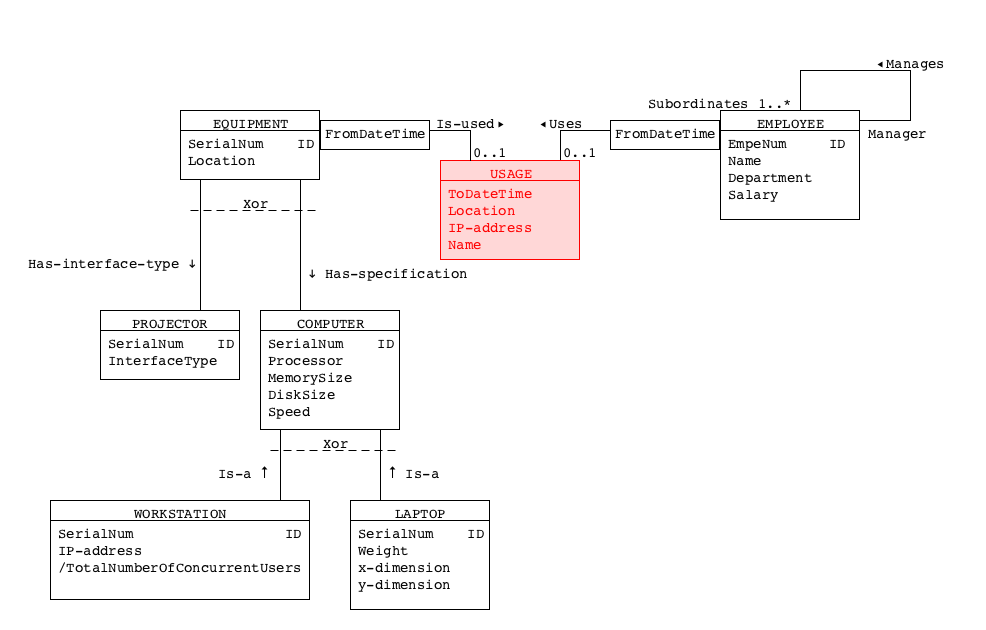 ◂Manages
Subordinates 1..*
Manager
EQUIPMENT
SerialNum ID
Location
FromDateTime
Is-used▸
0..1
◂Uses
0..1
FromDateTime
EMPLOYEE
EmpeNum ID
Name
Department
Salary
USAGE
ToDateTime
Location
IP-address
Name
Xor
Has-interface-type ↓
↓ Has-specification
PROJECTOR
SerialNum ID
InterfaceType
COMPUTER
SerialNum ID
Processor
MemorySize
DiskSize
Speed
Xor
Is-a ↑
↑ Is-a
WORKSTATION
SerialNum ID
IP-address
/TotalNumberOfConcurrentUsers
LAPTOP
SerialNum ID
Weight
x-dimension
y-dimension